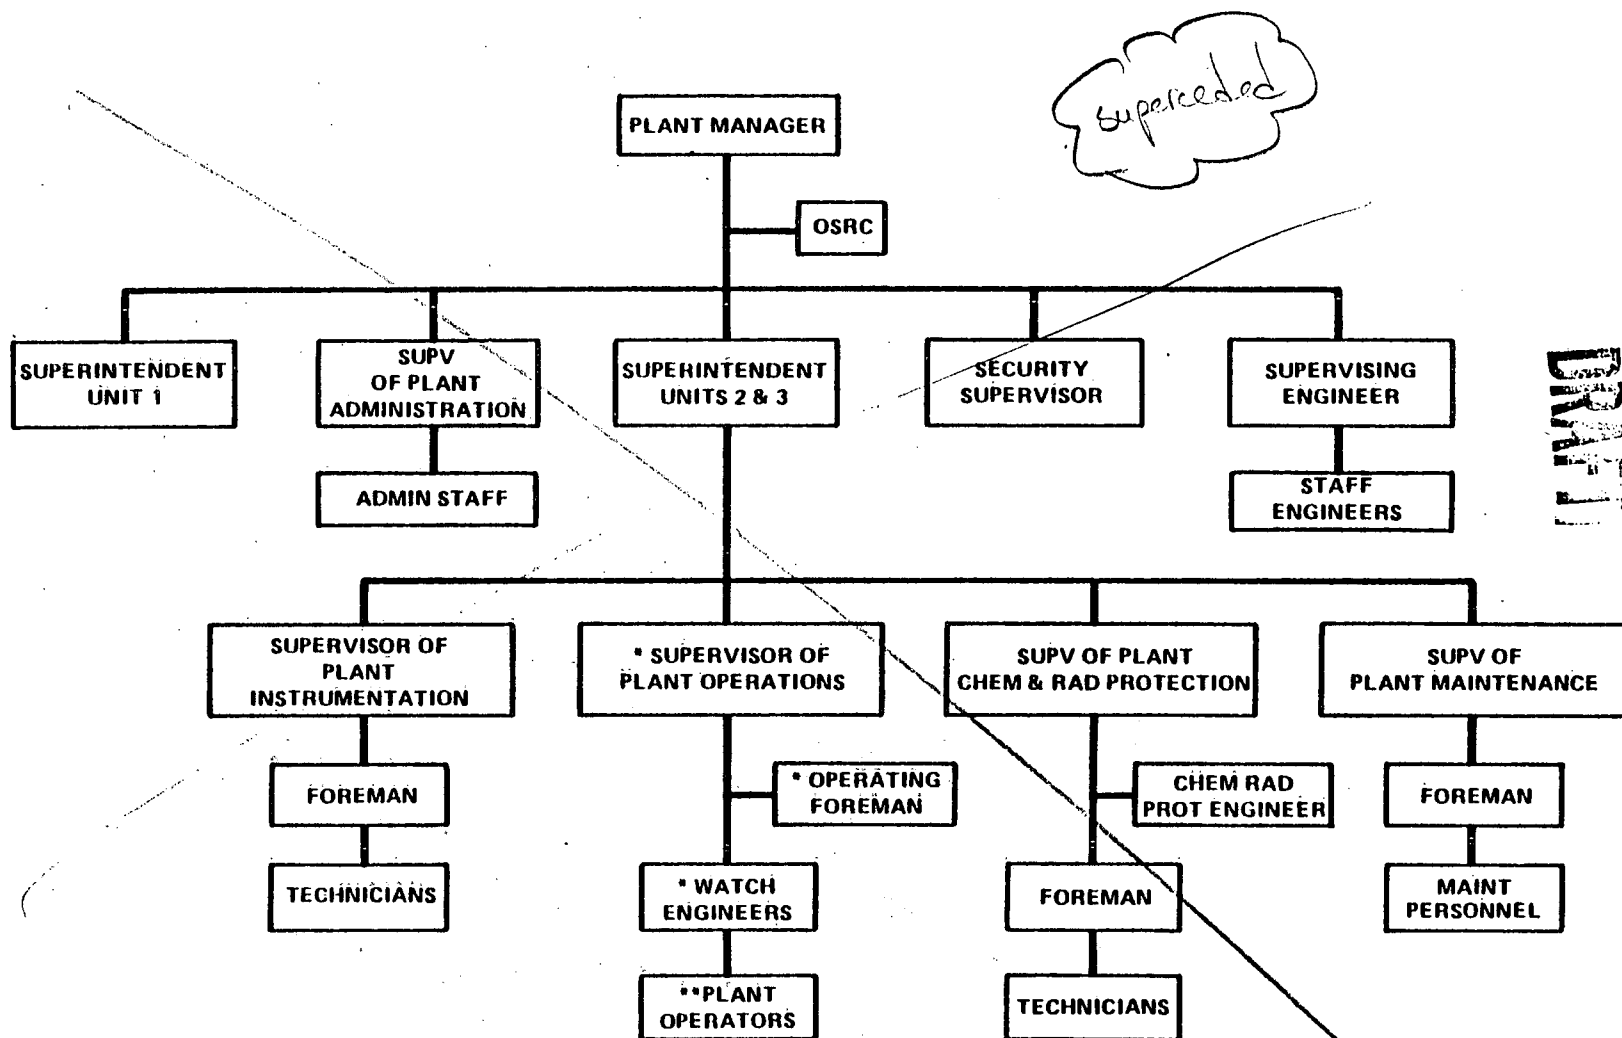 superceded
PLANT MANAGER
OSRC
SUPERINTENDENT
UNIT 1
SUPV
OF PLANT
ADMINISTRATION
SUPERINTENDENT
UNITS 2 & 3
SECURITY
SUPERVISOR
SUPERVISING
ENGINEER
DRAFT
ADMIN STAFF
STAFF
ENGINEERS
SUPERVISOR OF
PLANT
INSTRUMENTATION
* SUPERVISOR OF
PLANT OPERATIONS
SUPV OF PLANT
CHEM & RAD PROTECTION
SUPV OF
PLANT MAINTENANCE
FOREMAN
* OPERATING
FOREMAN
CHEM RAD
PROT ENGINEER
FOREMAN
TECHNICIANS
* WATCH
ENGINEERS
FOREMAN
MAINT
PERSONNEL
**PLANT
OPERATORS
TECHNICIANS